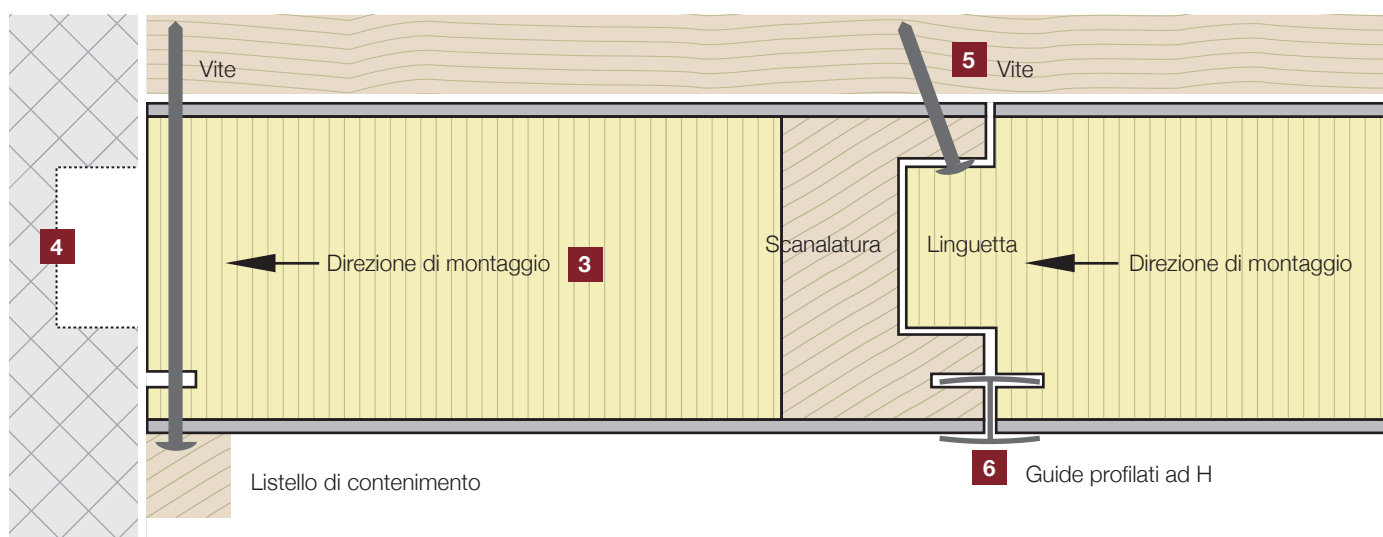 Vite
5
Vite
4
Direzione di montaggio
3
Scanalatura
Linguetta
Direzione di montaggio
Listello di contenimento
6
Guide profilati ad H